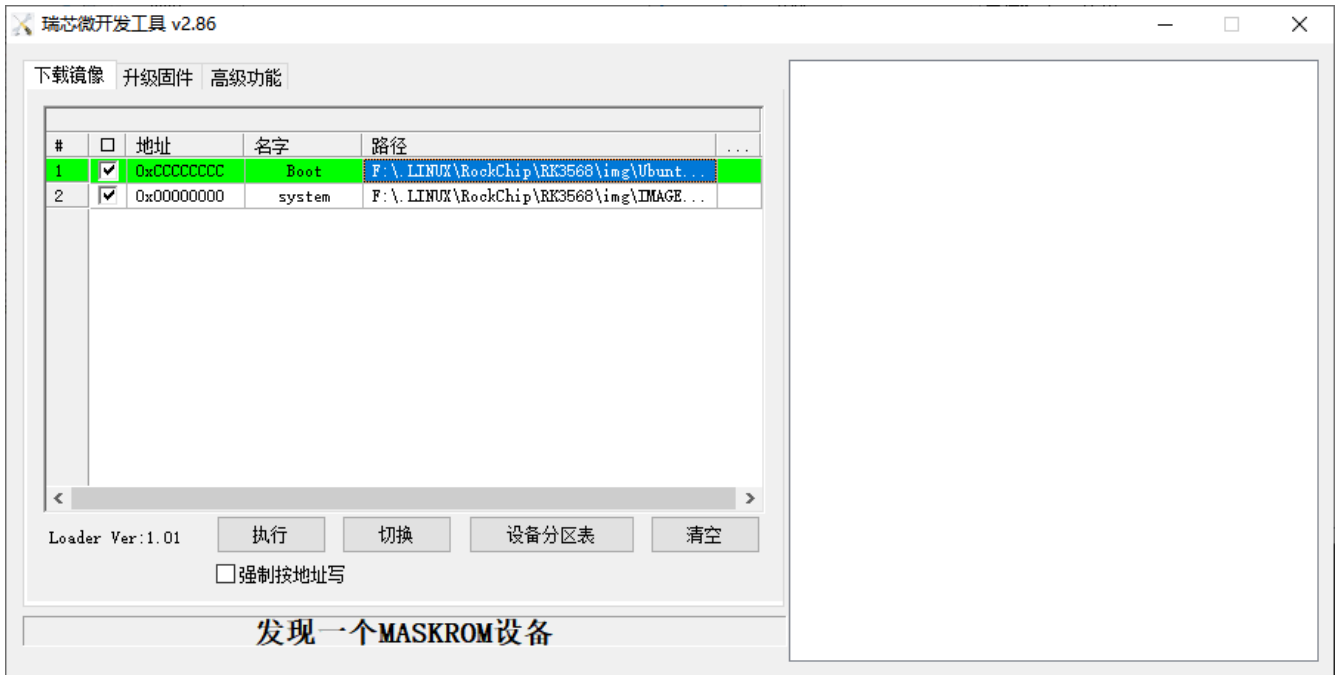 瑞芯微开发工具 v2.86
下载镜像 升级固件 高级功能
# 地址 名字 路径 ...
1 0xCCCCCCCC Boot F:\.LINUX\RockChip\RK3568\img\Ubunt...
2 0x00000000 system F:\.LINUX\RockChip\RK3568\img\IMAGE...
Loader Ver:1.01 执行 切换 设备分区表 清空
强制按地址写
发现一个MASKROM设备